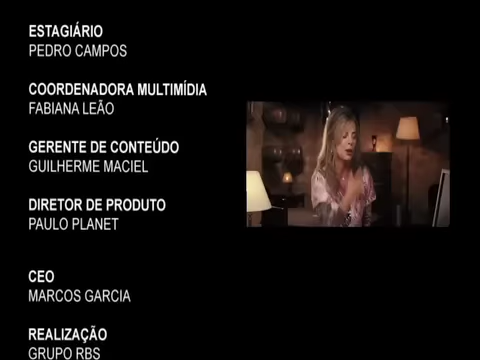 ESTAGIÁRIO
PEDRO CAMPOS
COORDENADORA MULTIMÍDIA
FABIANA LEÃO
GERENTE DE CONTEÚDO
GUILHERME MACIEL
DIRETOR DE PRODUTO
PAULO PLANET
CEO
MARCOS GARCIA
REALIZAÇÃO
GRUPO RBS